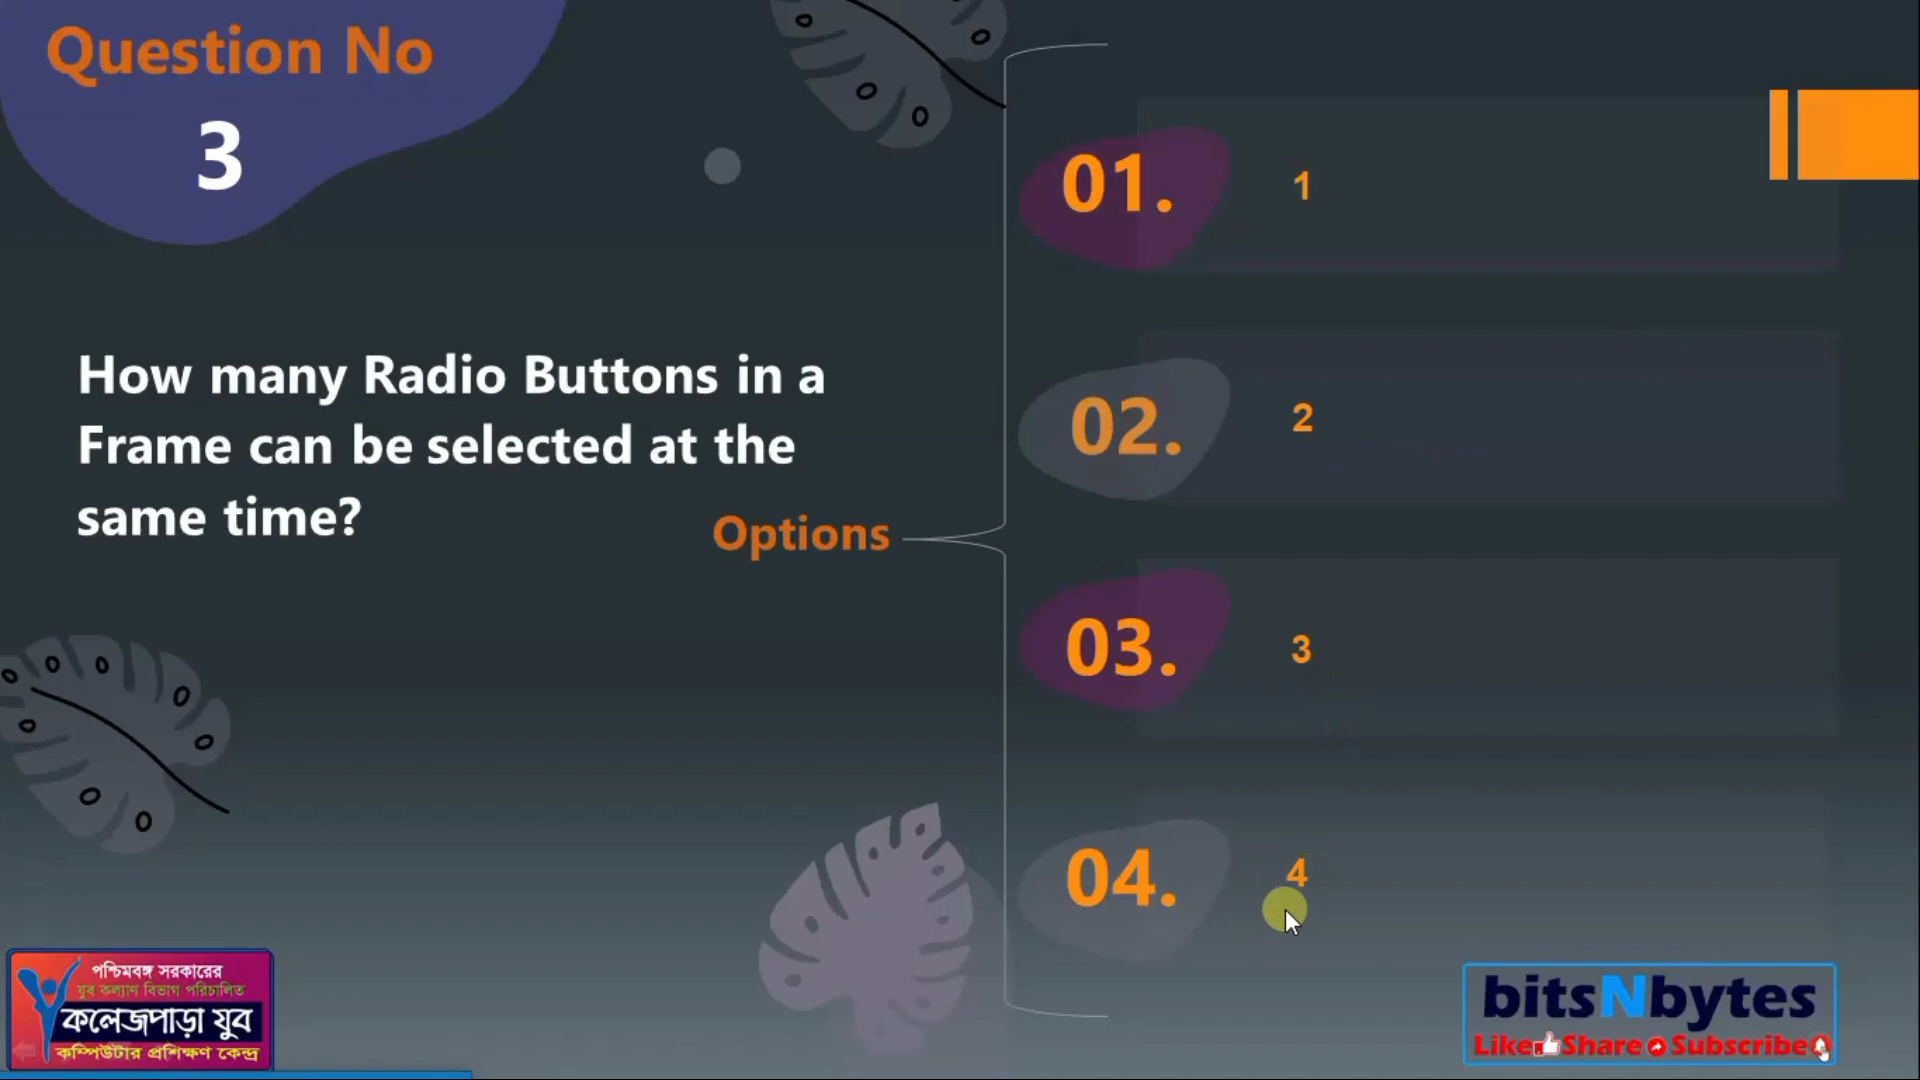 Question No
3
How many Radio Buttons in a
Frame can be selected at the
same time?
Options
01.
1
02.
2
03.
3
04.
4
পশ্চিমবঙ্গ সরকারের
যুব কল্যাণ বিভাগ পরিচালিত
কলেজপাড়া যুব
কম্পিউটার প্রশিক্ষণ কেন্দ্র
bitsNbytes
Like Share Subscribe